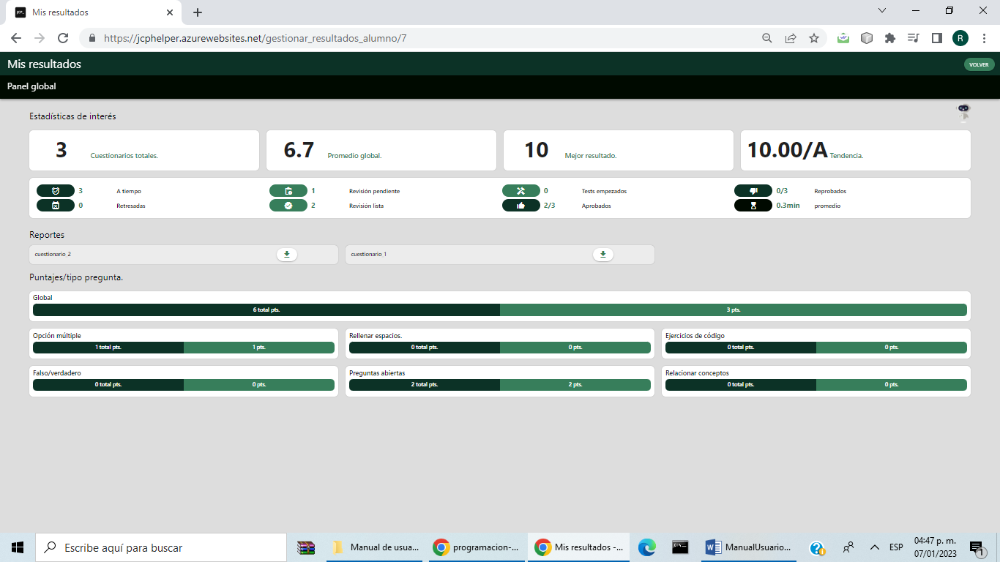 JCP_ Mis resultados
https://jcphelper.azurewebsites.net/gestionar_resultados_alumno/7
R
Mis resultados
VOLVER
Panel global
Estadísticas de interés
3 Cuestionarios totales.
6.7 Promedio global.
10 Mejor resultado.
10.00/A Tendencia.
3 A tiempo
1 Revisión pendiente
0 Tests empezados
0/3 Reprobados
0 Retresadas
2 Revisión lista
2/3 Aprobados
0.3min promedio
Reportes
cuestionario_2
cuestionario_1
Puntajes/tipo pregunta.
Global
6 total pts. 3 pts.
Opción múltiple
1 total pts. 1 pts.
Rellenar espacios.
0 total pts. 0 pts.
Ejercicios de código
0 total pts. 0 pts.
Falso/verdadero
0 total pts. 0 pts.
Preguntas abiertas
2 total pts. 2 pts.
Relacionar conceptos
0 total pts. 0 pts.
Escribe aquí para buscar
Manual de usua...
programacion-...
Mis resultados -...
ManualUsuario...
ESP
04:47 p. m.
07/01/2023
1